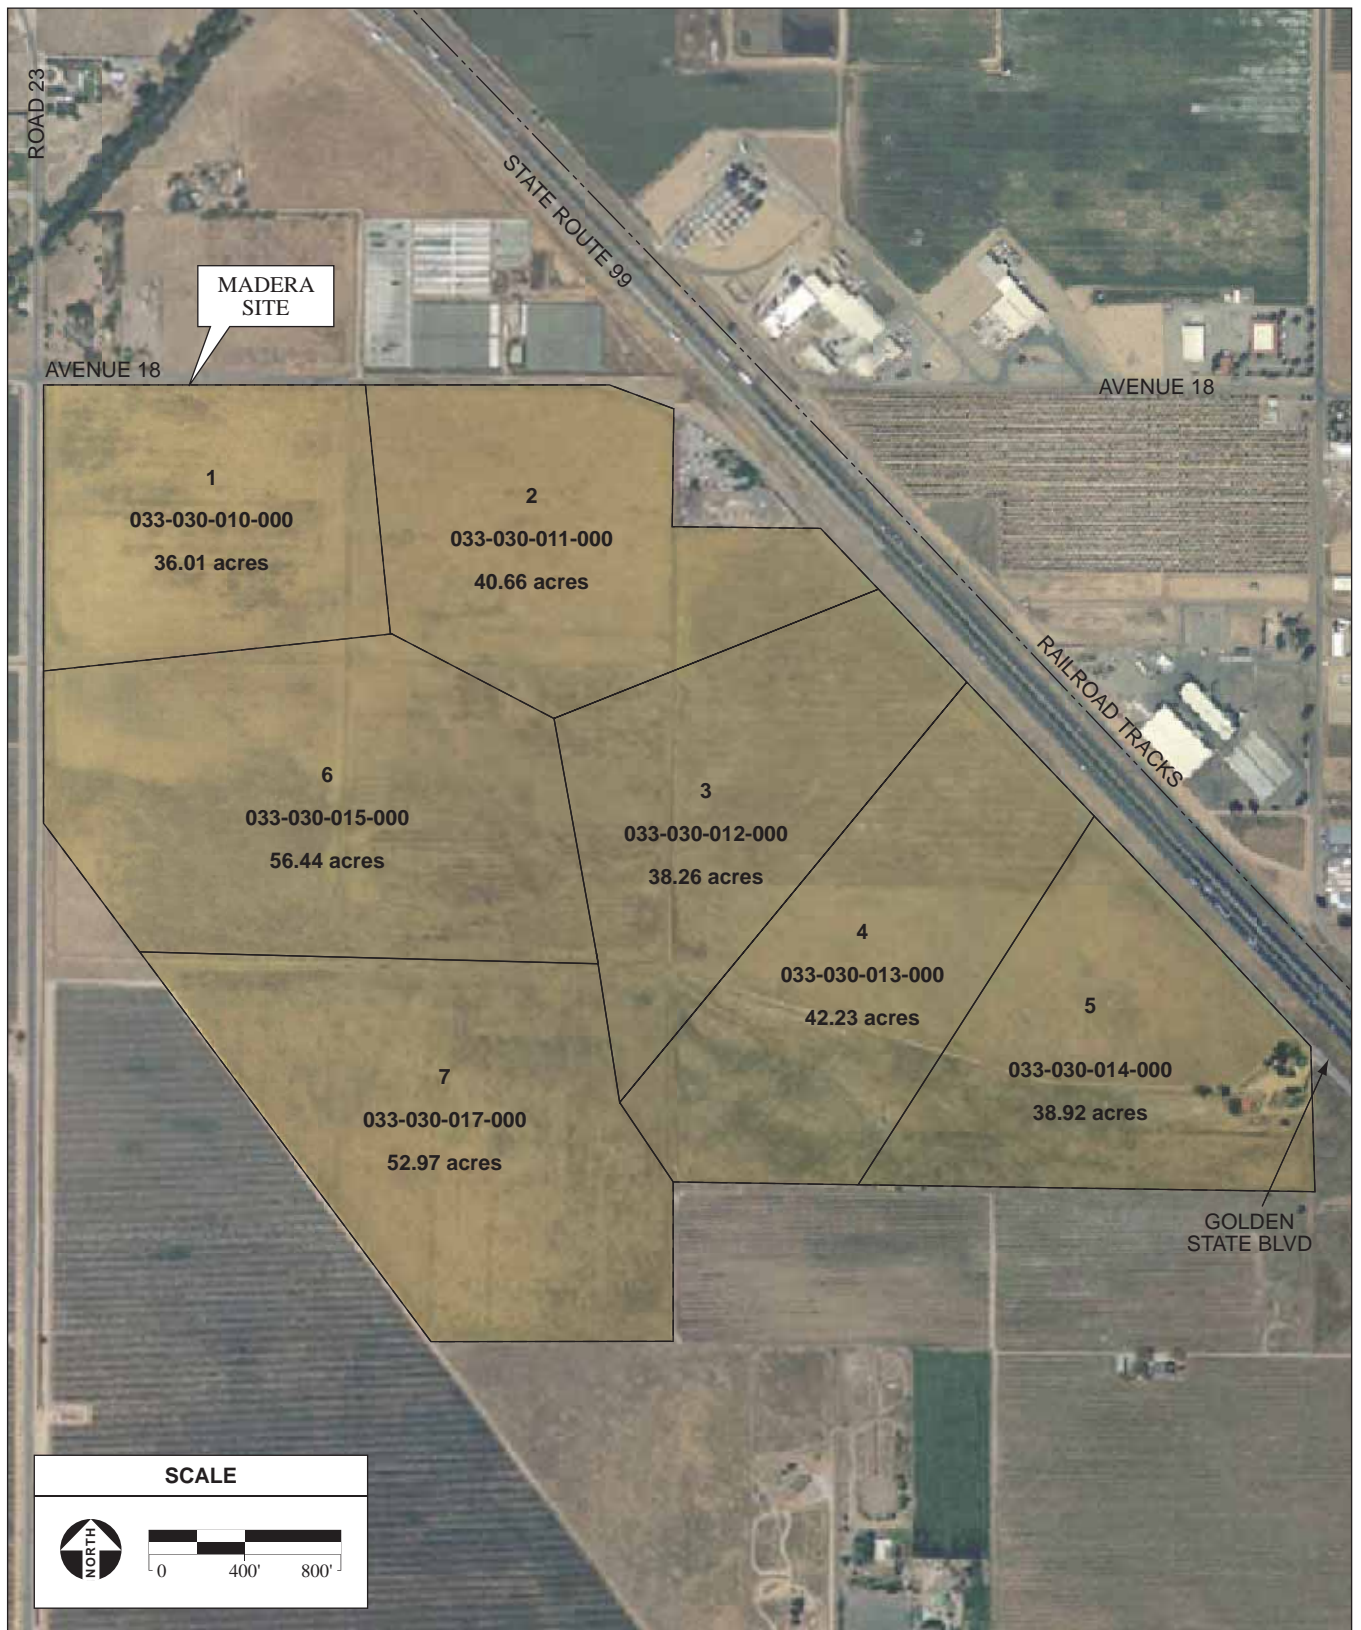 ROAD 23
STATE ROUTE 99
MADERA
SITE
AVENUE 18
AVENUE 18
1
033-030-010-000
36.01 acres
2
033-030-011-000
40.66 acres
RAILROAD TRACKS
6
033-030-015-000
56.44 acres
3
033-030-012-000
38.26 acres
4
033-030-013-000
42.23 acres
5
033-030-014-000
38.92 acres
7
033-030-017-000
52.97 acres
GOLDEN
STATE BLVD
SCALE
NORTH
0 400' 800'